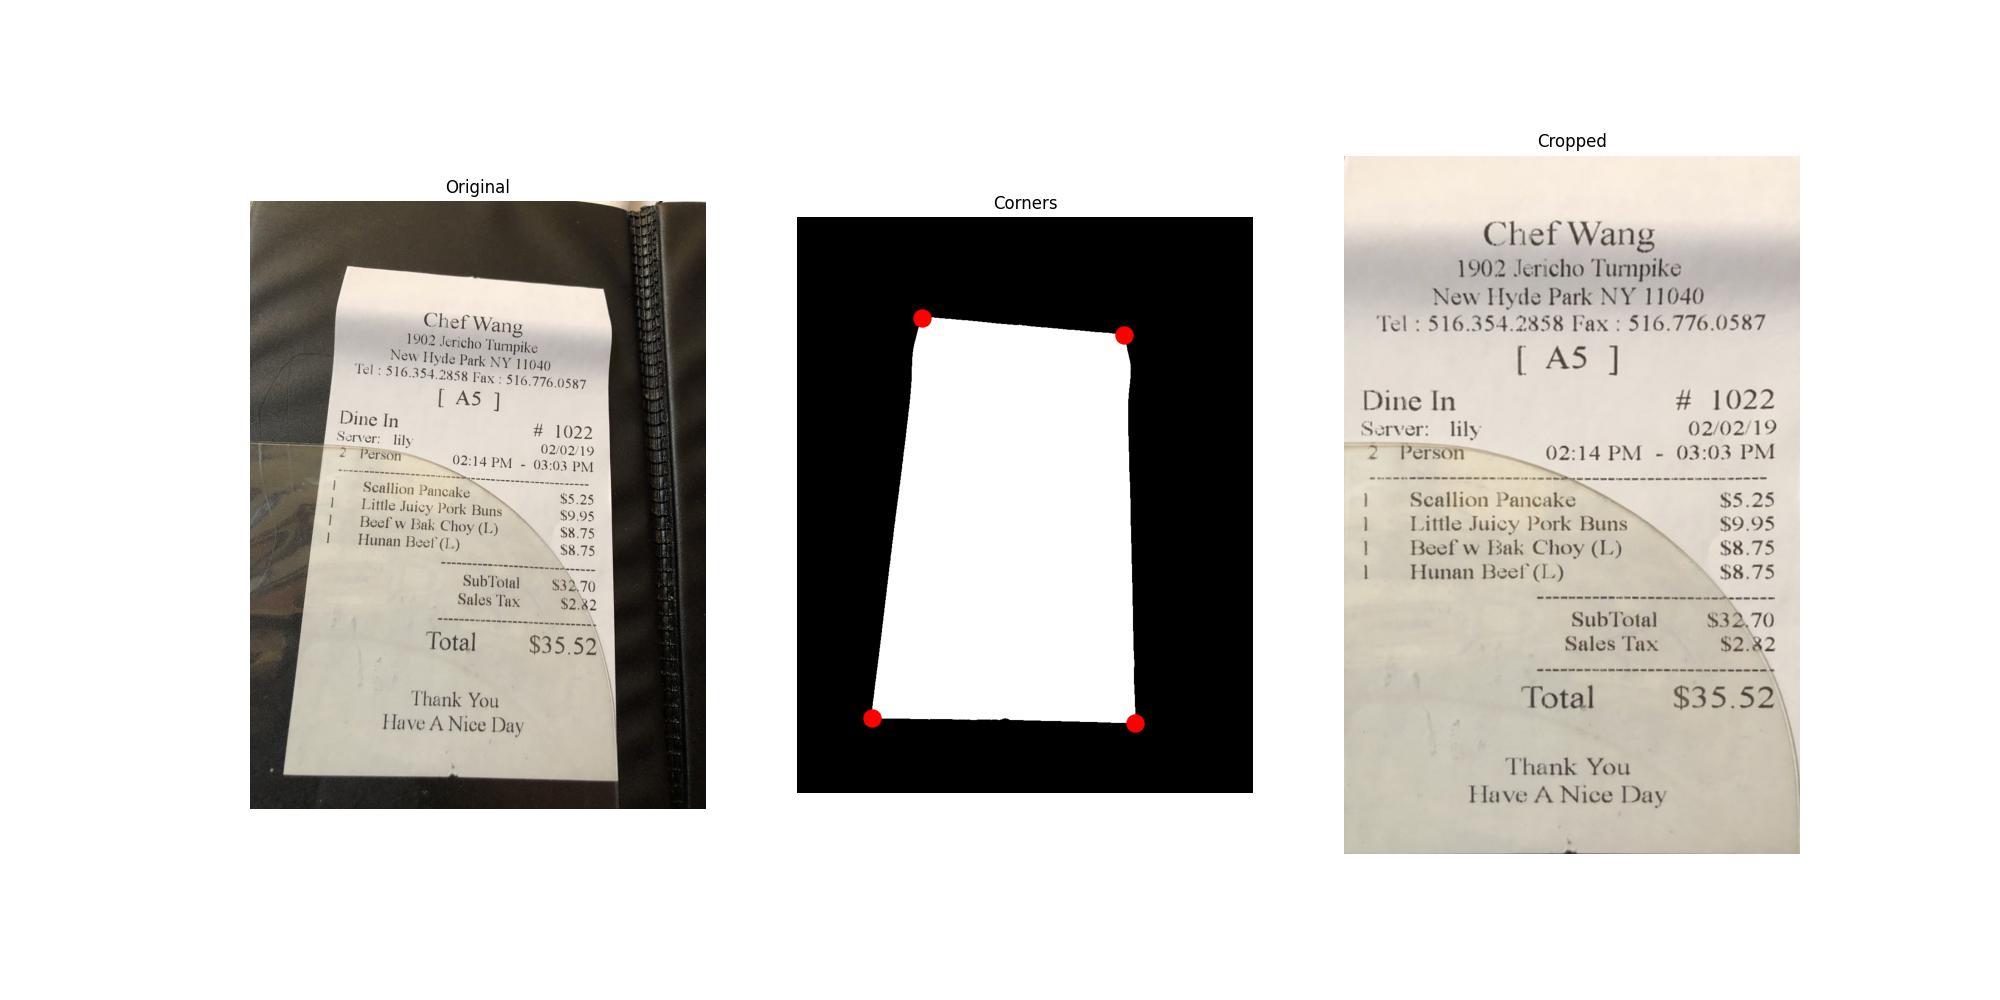 Original
Chef Wang
1902 Jericho Turnpike
New Hyde Park NY 11040
Tel : 516.354.2858 Fax : 516.776.0587
[ A5 ]
Dine In # 1022
Server: lily 02/02/19
2 Person 02:14 PM - 03:03 PM
1 Scallion Pancake $5.25
1 Little Juicy Pork Buns $9.95
1 Beef w Bak Choy (L) $8.75
1 Hunan Beef (L) $8.75
SubTotal $32.70
Sales Tax $2.82
Total $35.52
Thank You
Have A Nice Day
Corners
Cropped
Chef Wang
1902 Jericho Turnpike
New Hyde Park NY 11040
Tel : 516.354.2858 Fax : 516.776.0587
[ A5 ]
Dine In # 1022
Server: lily 02/02/19
2 Person 02:14 PM - 03:03 PM
1 Scallion Pancake $5.25
1 Little Juicy Pork Buns $9.95
1 Beef w Bak Choy (L) $8.75
1 Hunan Beef (L) $8.75
SubTotal $32.70
Sales Tax $2.82
Total $35.52
Thank You
Have A Nice Day